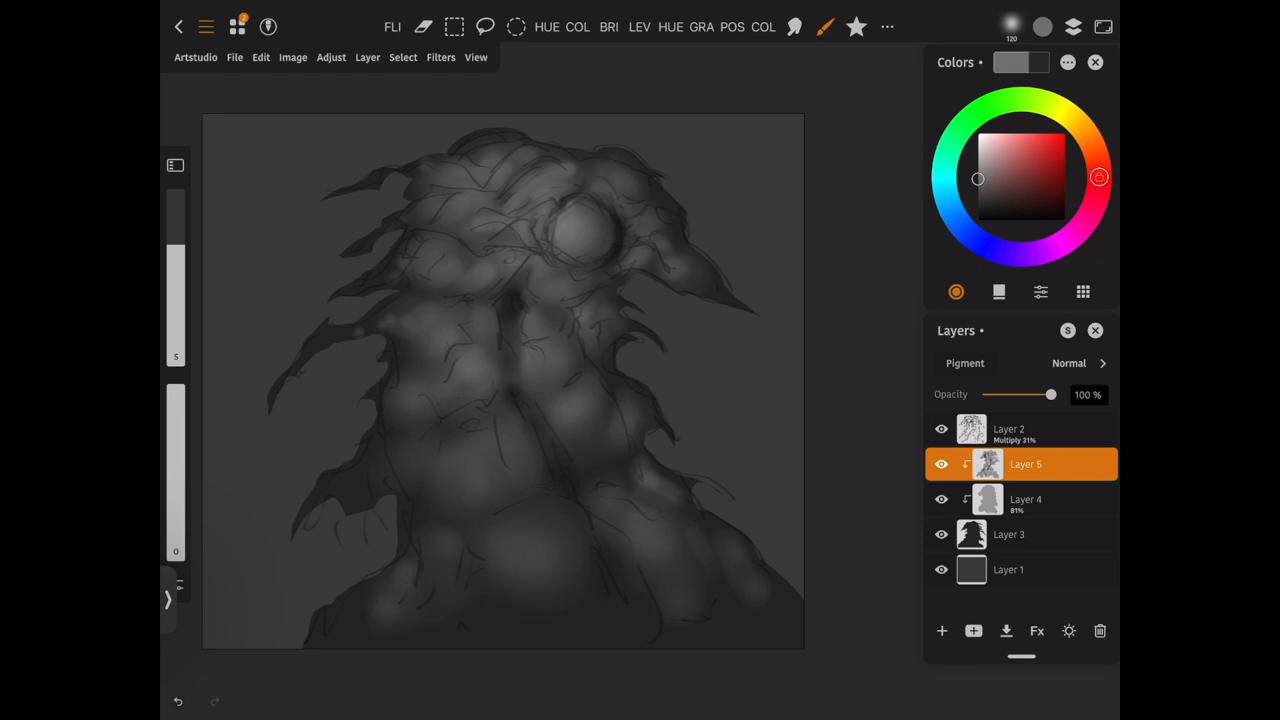 FLI HUE COL BRI LEV HUE GRA POS COL
120
2
Artstudio File Edit Image Adjust Layer Select Filters View
Colors •
S
O
Layers •
S
Pigment Normal
Opacity 100 %
Layer 2
Multiply 31%
Layer 5
Layer 4
81%
Layer 3
Layer 1
Fx